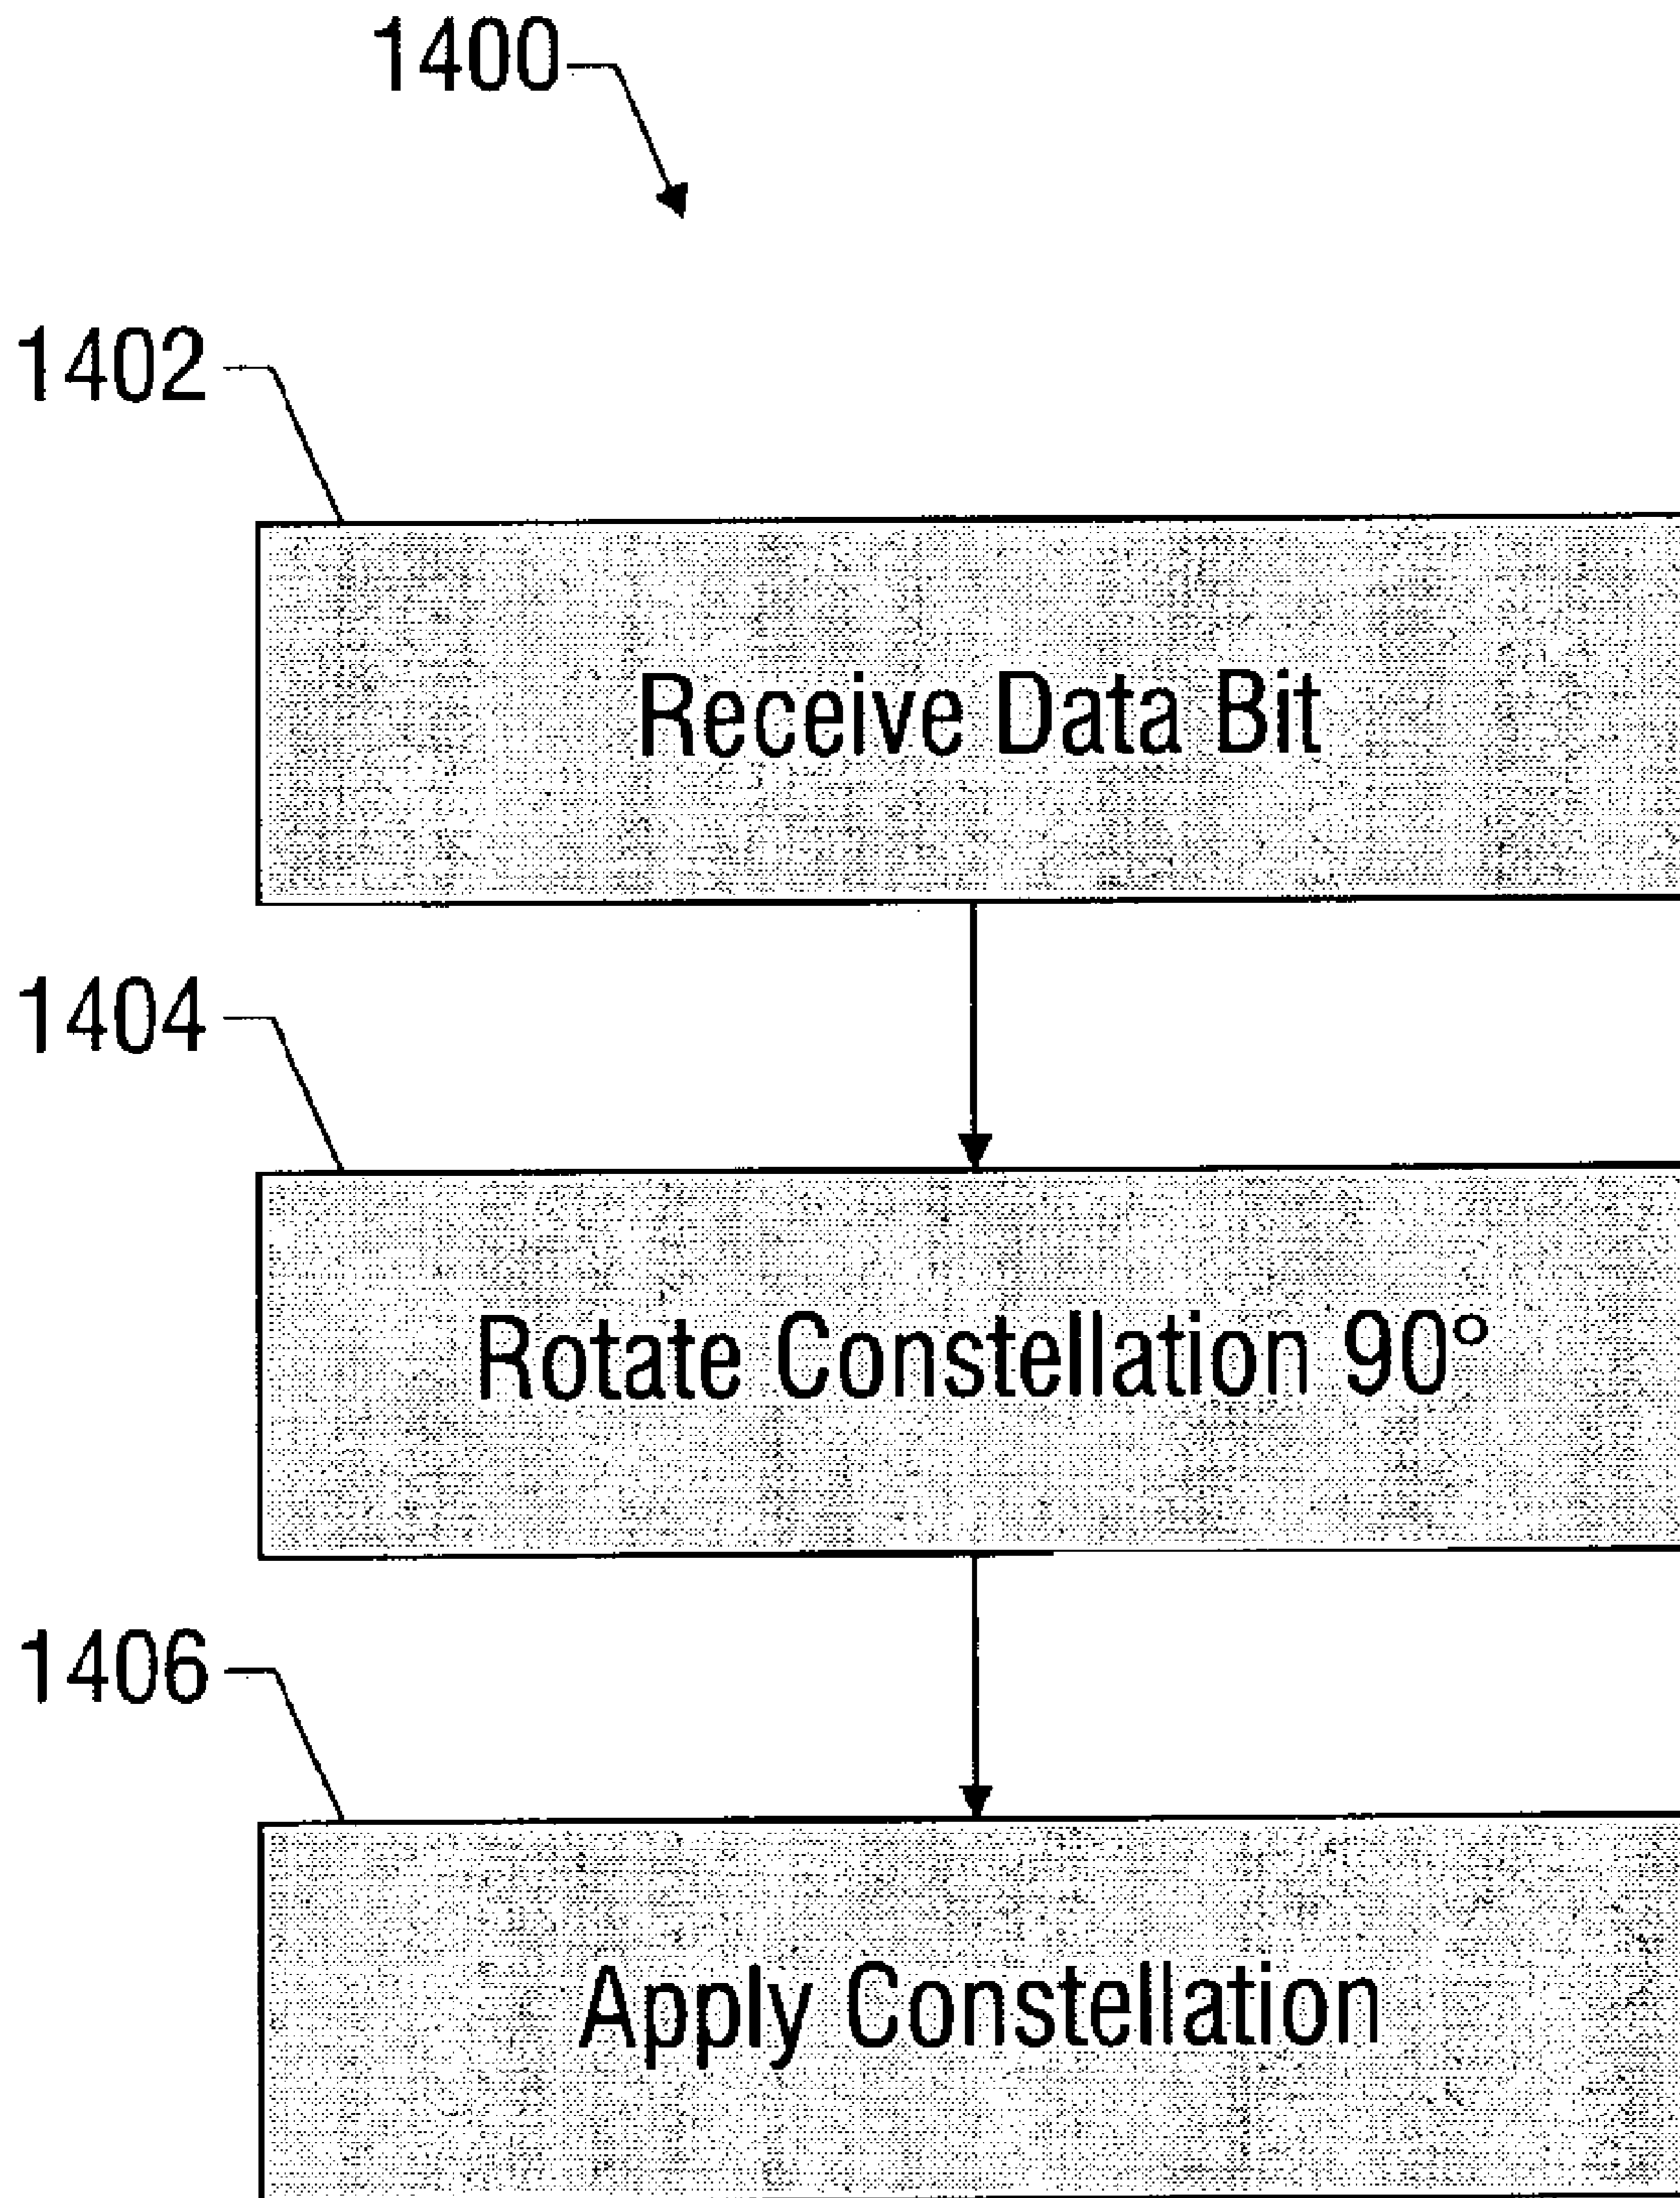 1400
1402
Receive Data Bit
1404
Rotate Constellation 90°
1406
Apply Constellation